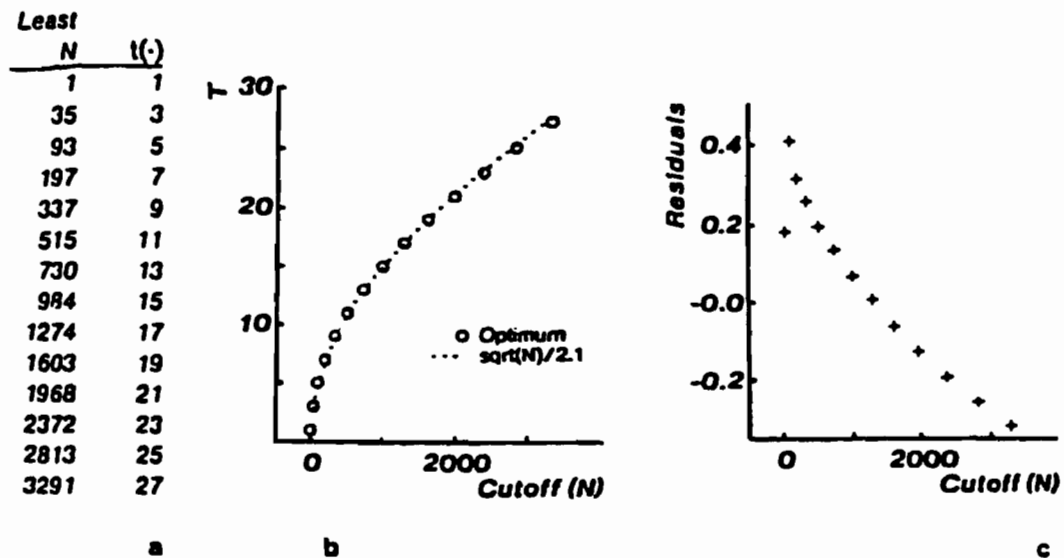 Least
N t(·)
1 1
35 3
93 5
197 7
337 9
515 11
730 13
984 15
1274 17
1603 19
1968 21
2372 23
2813 25
3291 27
a
T
30
20
10
o Optimum
··· sqrt(N)/2.1
0 2000
Cutoff (N)
b
Residuals
0.4
0.2
-0.0
-0.2
0 2000
Cutoff (N)
c